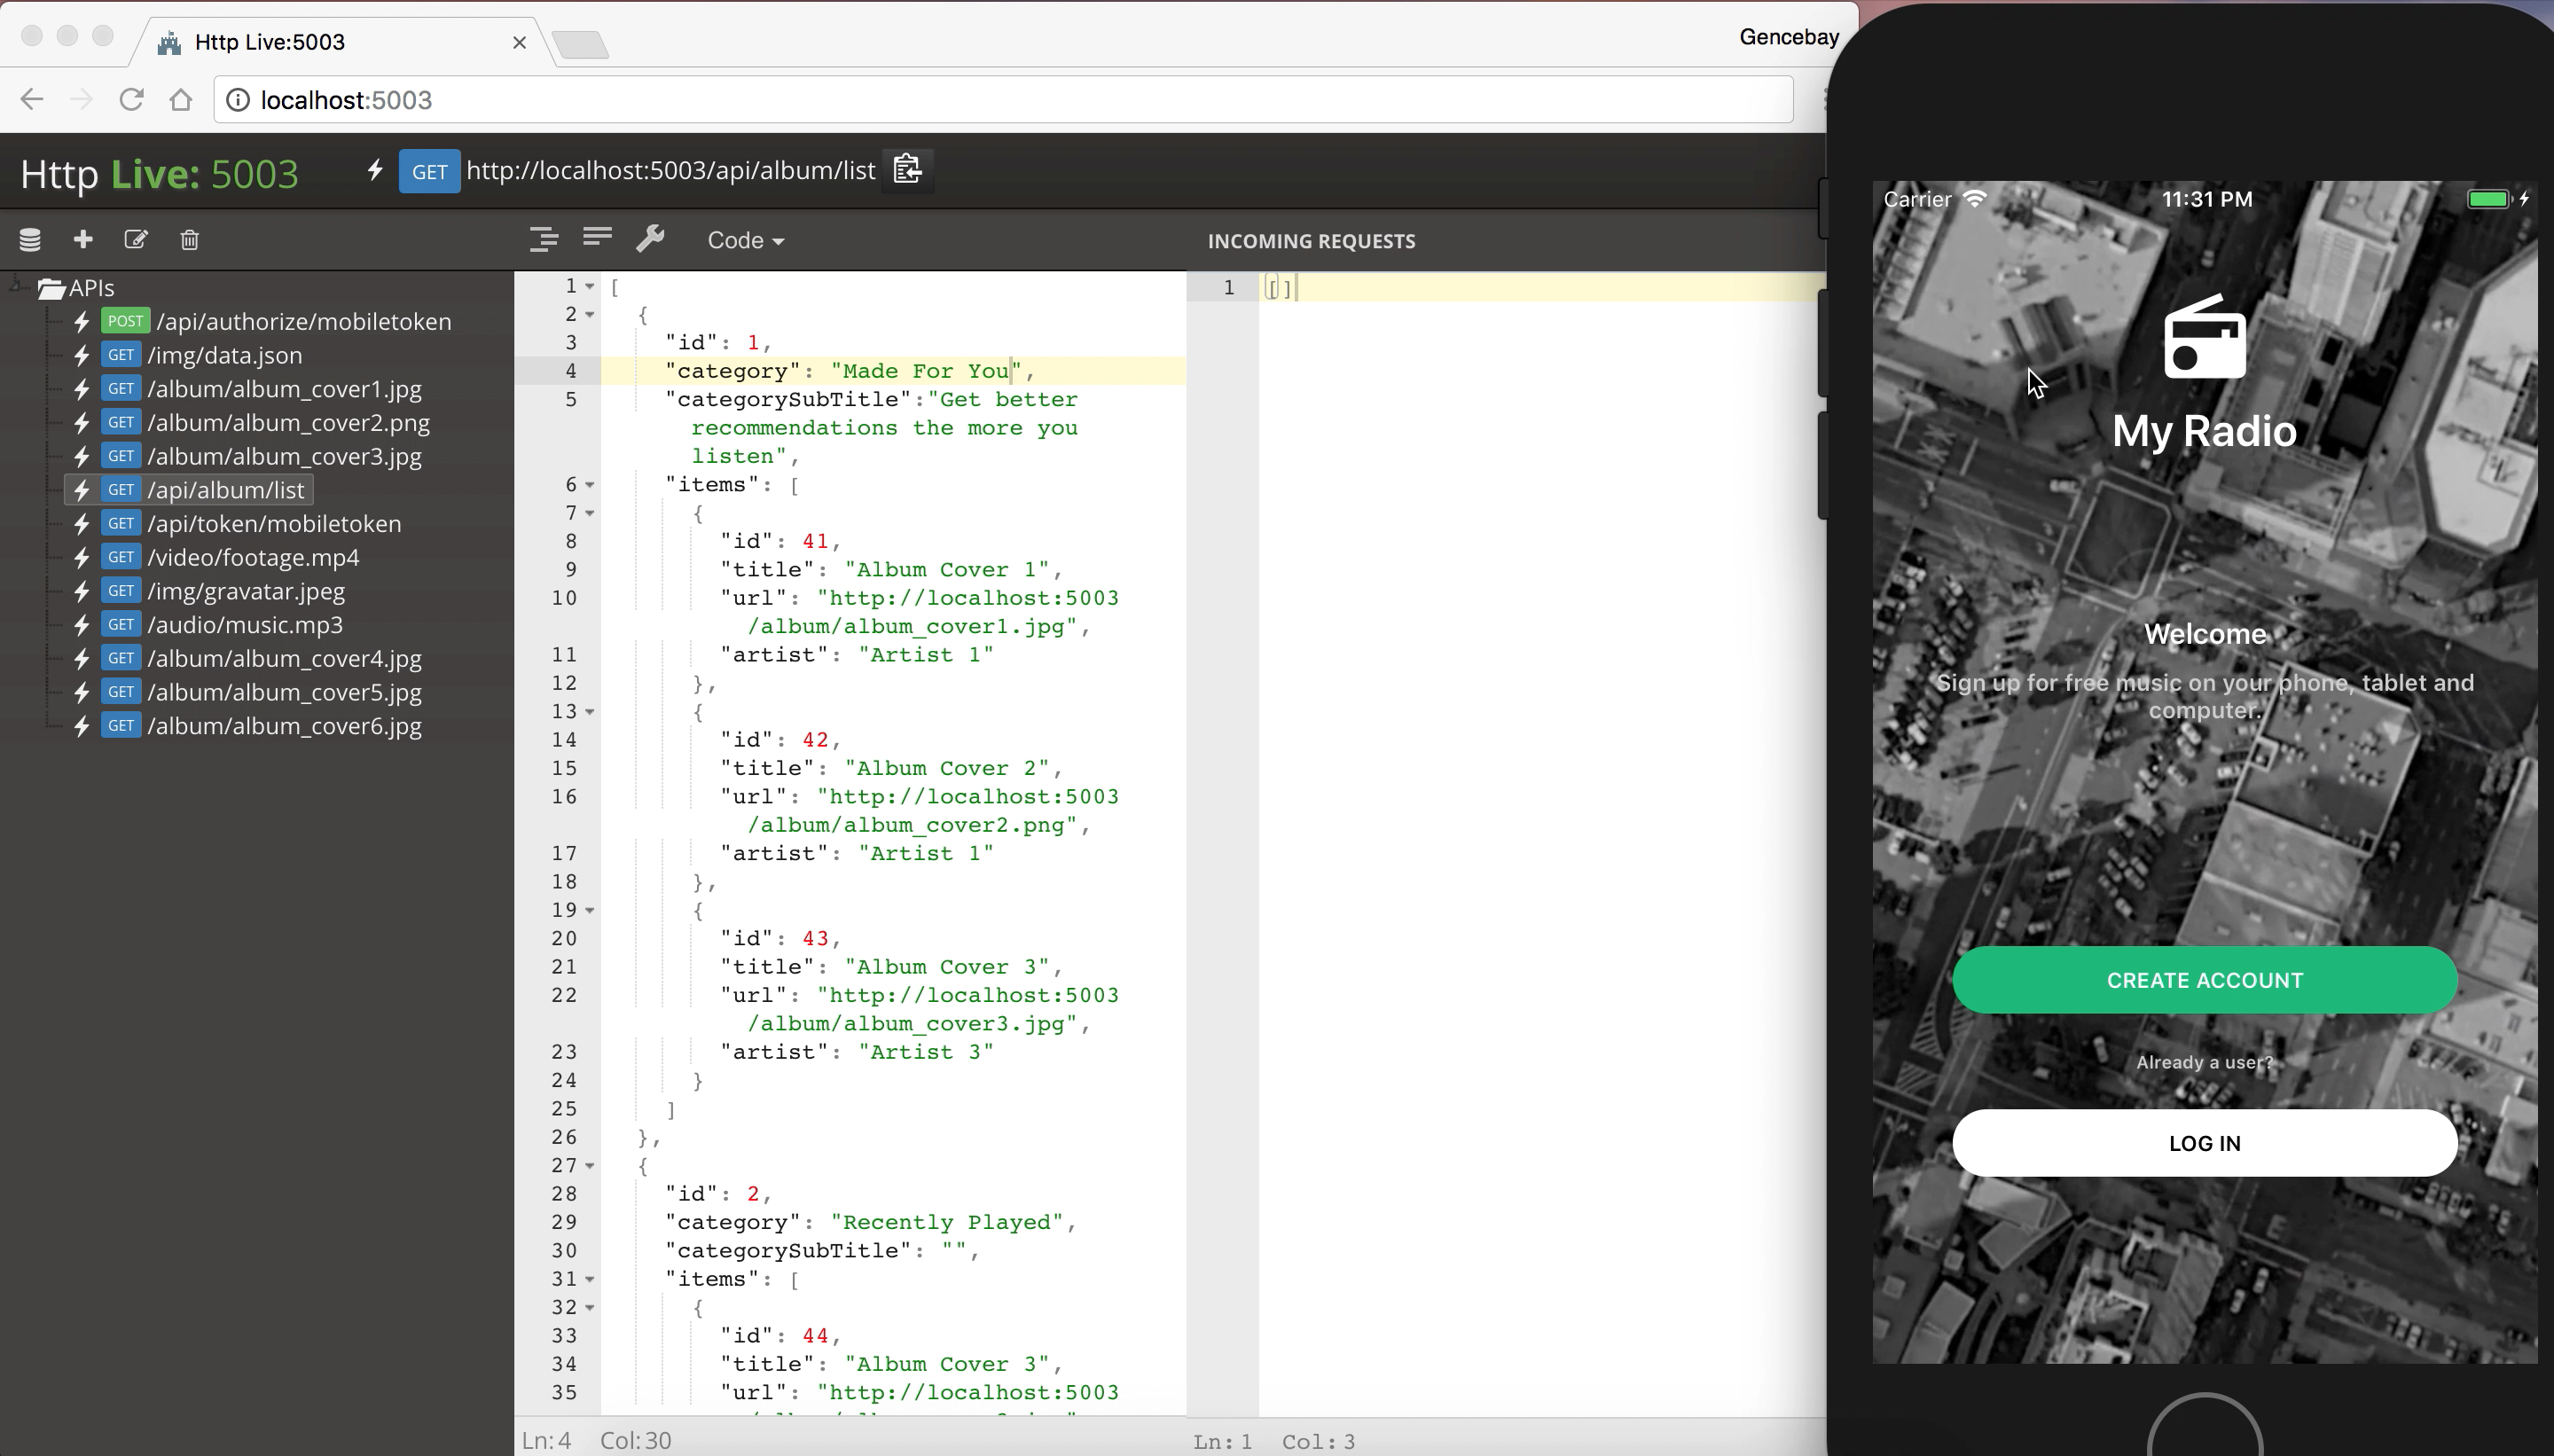 Http Live:5003
Gencebay
localhost:5003
Http Live: 5003
GET http://localhost:5003/api/album/list
Code
INCOMING REQUESTS
APIs
POST /api/authorize/mobiletoken
GET /img/data.json
GET /album/album_cover1.jpg
GET /album/album_cover2.png
GET /album/album_cover3.jpg
GET /api/album/list
GET /api/token/mobiletoken
GET /video/footage.mp4
GET /img/gravatar.jpeg
GET /audio/music.mp3
GET /album/album_cover4.jpg
GET /album/album_cover5.jpg
GET /album/album_cover6.jpg
1 [
2 {
3 "id": 1,
4 "category": "Made For You",
5 "categorySubTitle":"Get better
recommendations the more you
listen",
6 "items": [
7 {
8 "id": 41,
9 "title": "Album Cover 1",
10 "url": "http://localhost:5003
/album/album_cover1.jpg",
11 "artist": "Artist 1"
12 },
13 {
14 "id": 42,
15 "title": "Album Cover 2",
16 "url": "http://localhost:5003
/album/album_cover2.png",
17 "artist": "Artist 1"
18 },
19 {
20 "id": 43,
21 "title": "Album Cover 3",
22 "url": "http://localhost:5003
/album/album_cover3.jpg",
23 "artist": "Artist 3"
24 }
25 ]
26 },
27 {
28 "id": 2,
29 "category": "Recently Played",
30 "categorySubTitle": "",
31 "items": [
32 {
33 "id": 44,
34 "title": "Album Cover 3",
35 "url": "http://localhost:5003
Ln:4 Col:30
1 []
Ln: 1 Col: 3
Carrier 11:31 PM
My Radio
Welcome
Sign up for free music on your phone, tablet and
computer.
CREATE ACCOUNT
Already a user?
LOG IN